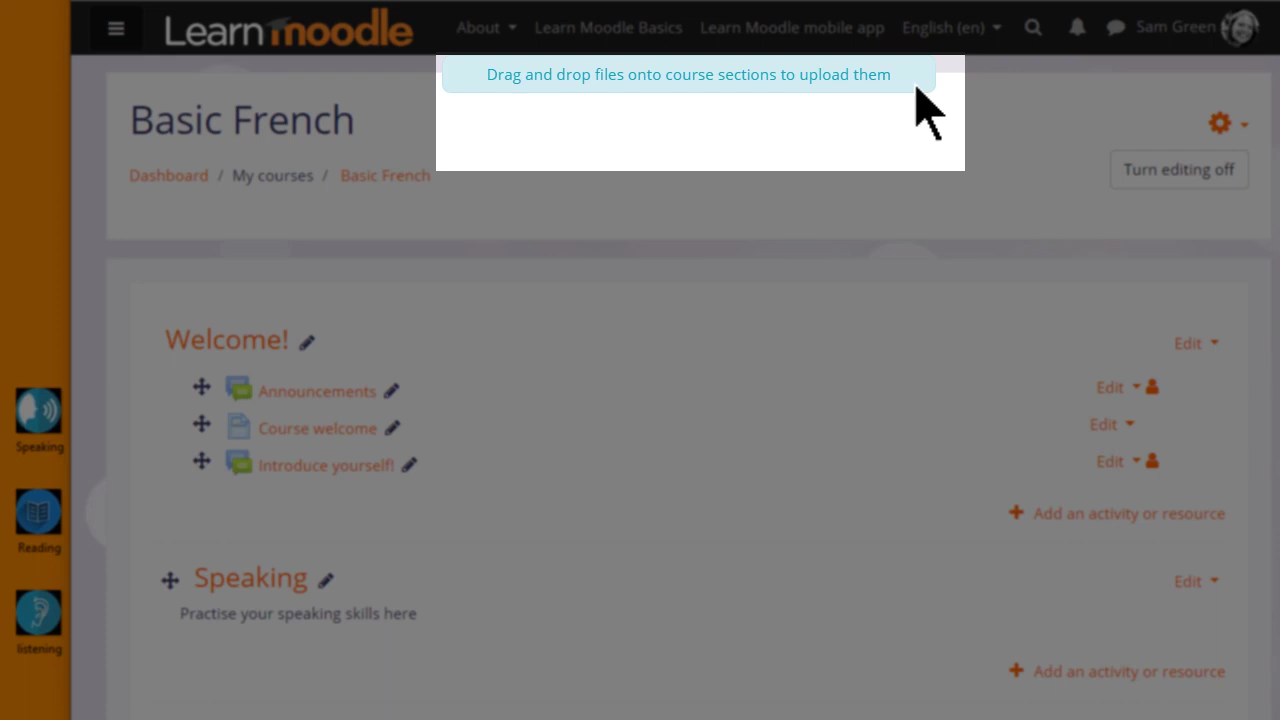 Learn moodle
About
Learn Moodle Basics
Learn Moodle mobile app
English (en)
Sam Green
Drag and drop files onto course sections to upload them
Basic French
Dashboard / My courses / Basic French
Turn editing off
Welcome!
Edit
Announcements
Edit
Course welcome
Edit
Introduce yourself!
Edit
Add an activity or resource
Speaking
Edit
Practise your speaking skills here
Add an activity or resource
Speaking
Reading
listening